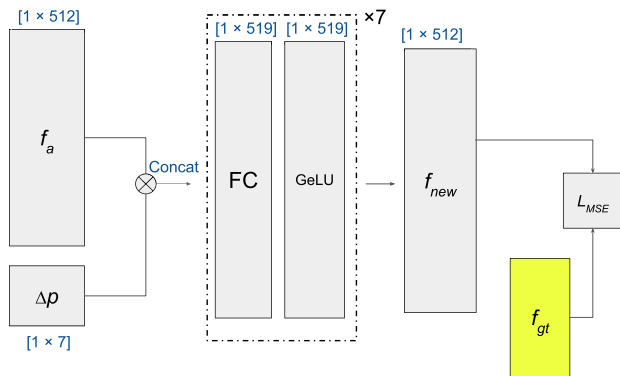 [1 × 512]
f_a
Δp
[1 × 7]
Concat
[1 × 519] [1 × 519]
×7
FC
GeLU
[1 × 512]
f_new
L_MSE
f_gt